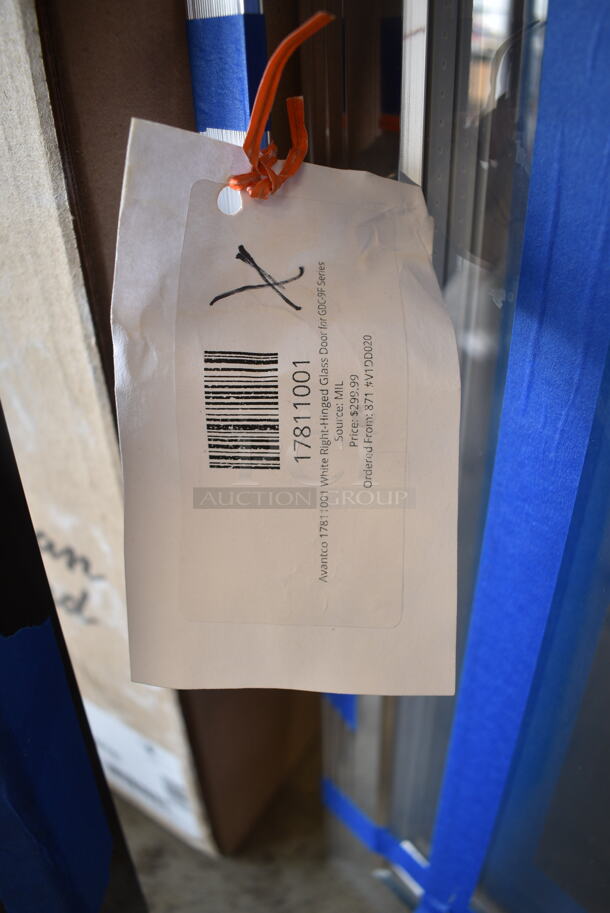 X
17811001
Avantco 17811001 White Right-Hinged Glass Door for GDC-9F Series
Source: MIL
Price: $299.99
Ordered From: 871 #V1DD020
AUCTION GROUP
an
d